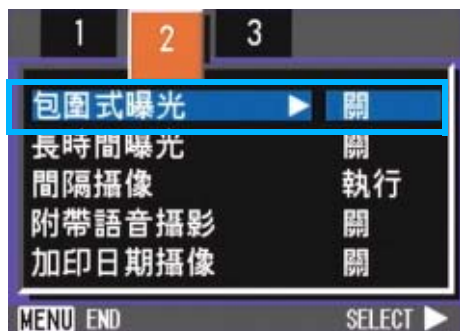 1 2 3
包圍式曝光 ▶ 關
長時間曝光 關
間隔攝像 執行
附帶語音攝影 關
加印日期攝像 關
MENU END SELECT ▶